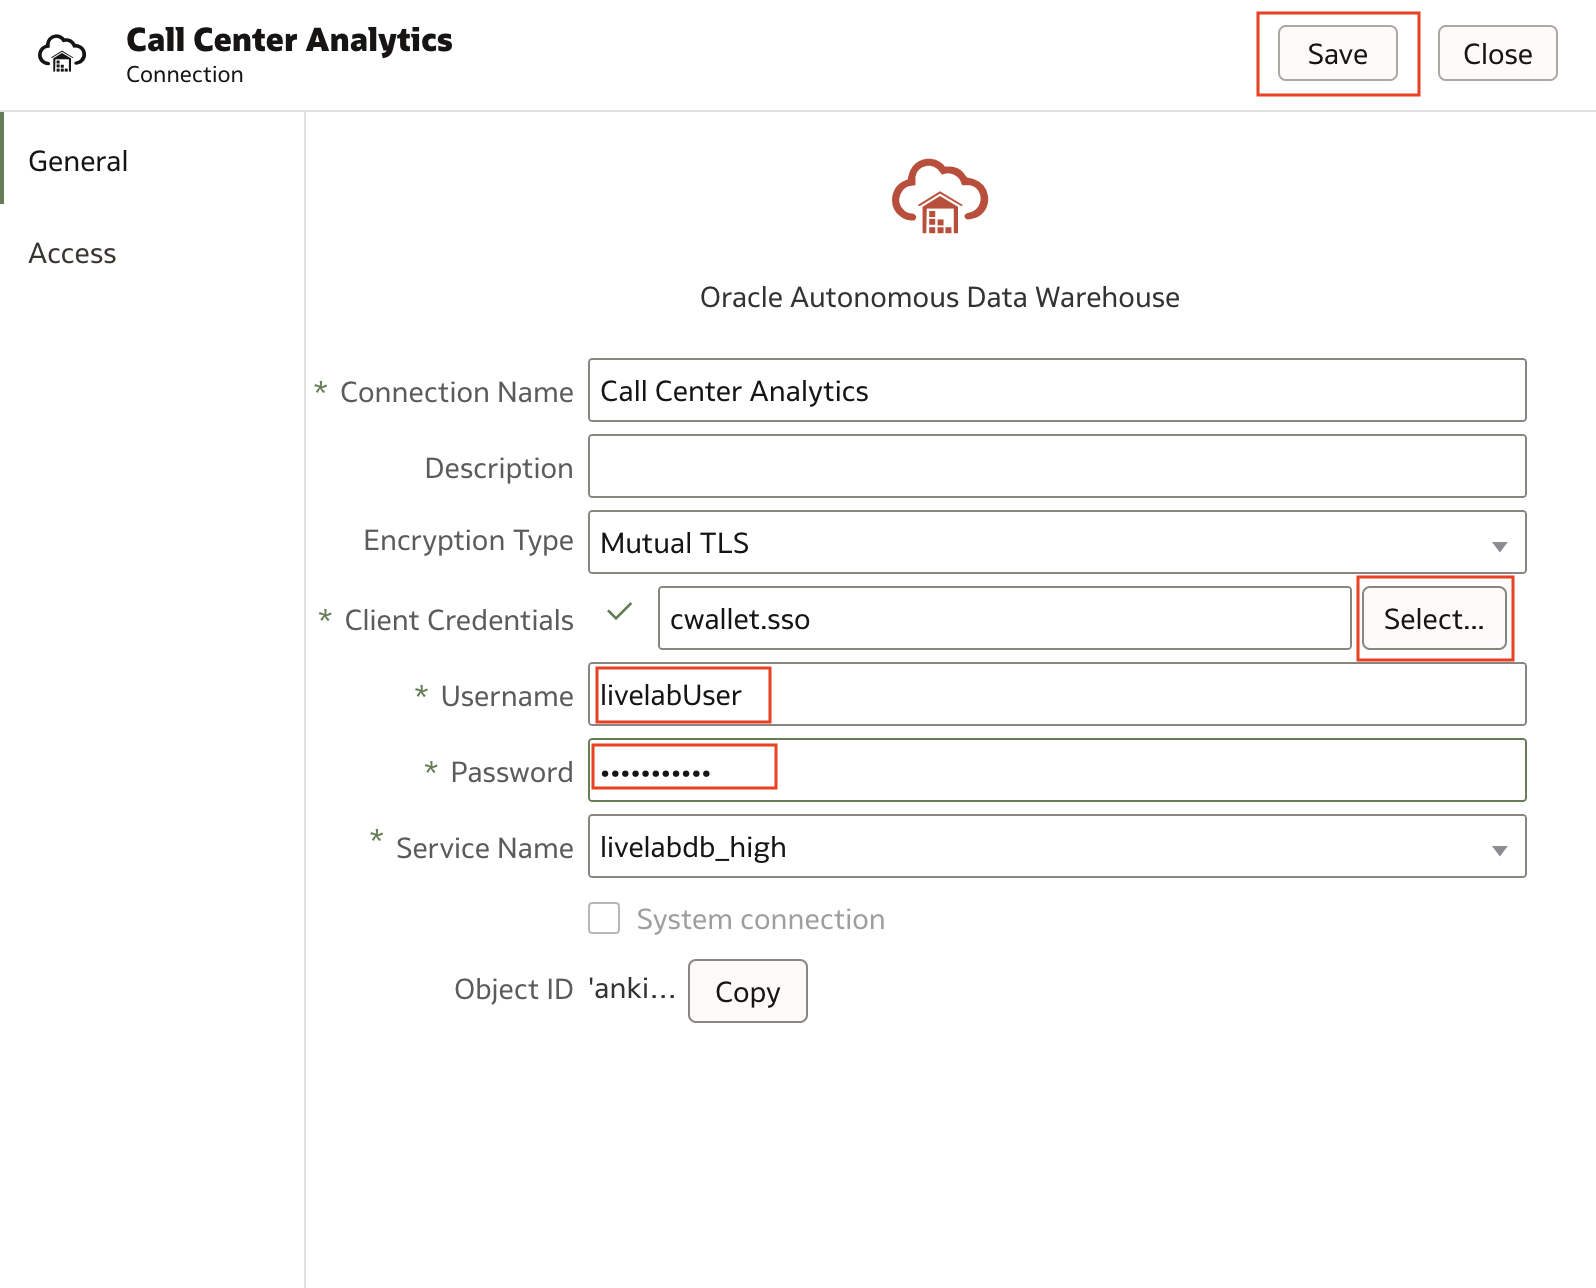 Call Center Analytics
Connection
Save
Close
General
Access
Oracle Autonomous Data Warehouse
* Connection Name Call Center Analytics
Description
Encryption Type Mutual TLS
* Client Credentials cwallet.sso Select...
* Username livelabUser
* Password •••••••••••
* Service Name livelabdb_high
System connection
Object ID 'anki... Copy